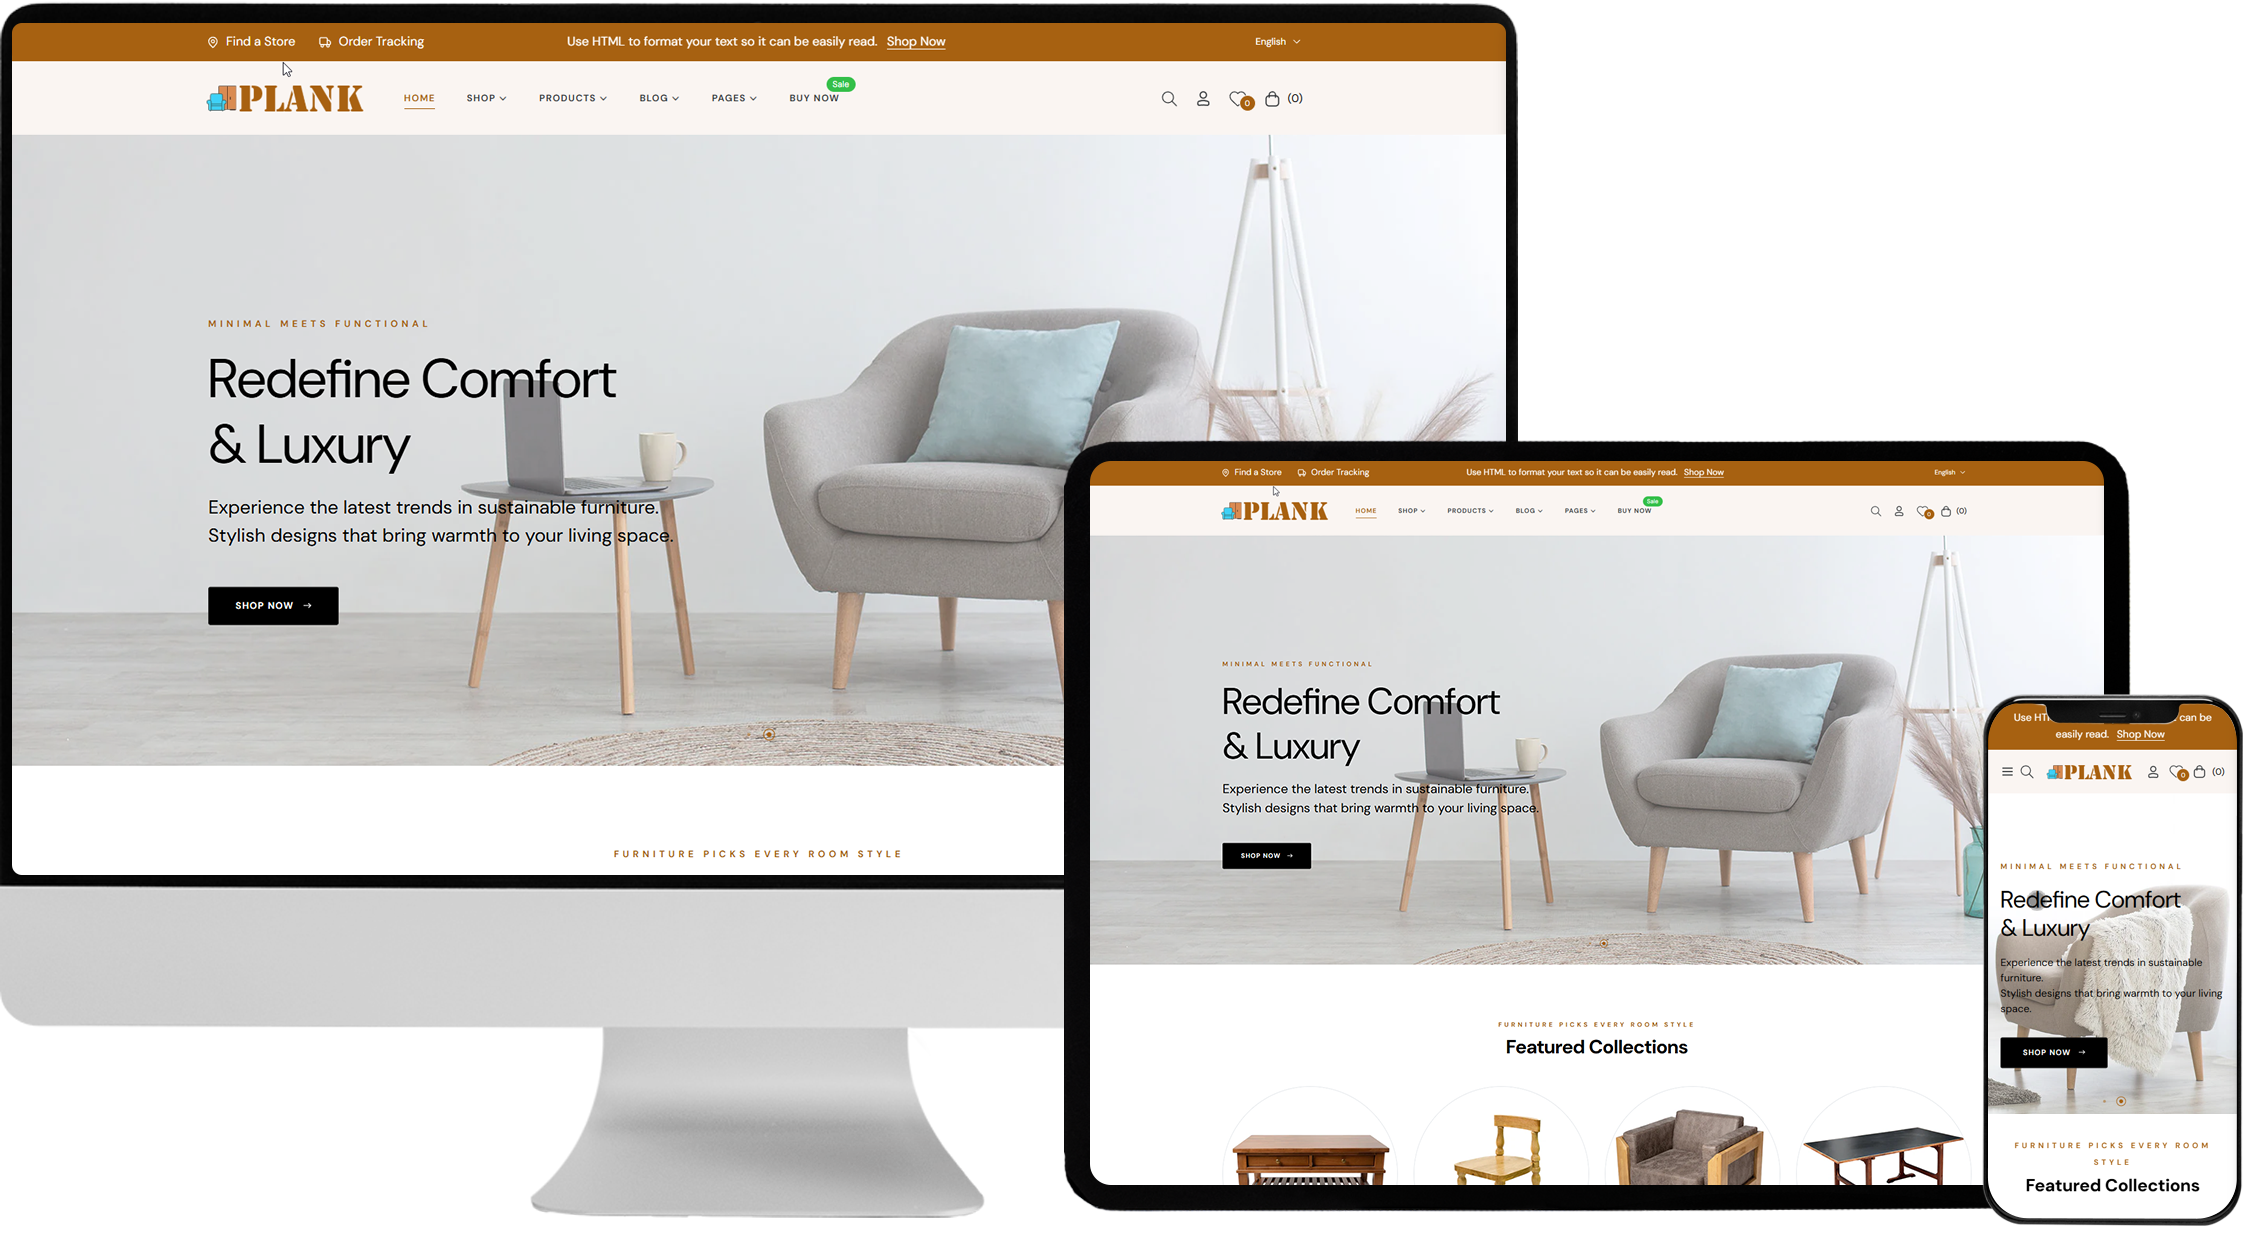 Find a Store Order Tracking Use HTML to format your text so it can be easily read. Shop Now English
PLANK HOME SHOP PRODUCTS BLOG PAGES BUY NOW Sale 0 (0)
MINIMAL MEETS FUNCTIONAL
Redefine Comfort
& Luxury
Experience the latest trends in sustainable furniture.
Stylish designs that bring warmth to your living space.
SHOP NOW
FURNITURE PICKS EVERY ROOM STYLE
Find a Store Order Tracking Use HTML to format your text so it can be easily read. Shop Now English
PLANK HOME SHOP PRODUCTS BLOG PAGES BUY NOW Sale 0 (0)
MINIMAL MEETS FUNCTIONAL
Redefine Comfort
& Luxury
Experience the latest trends in sustainable furniture.
Stylish designs that bring warmth to your living space.
SHOP NOW
FURNITURE PICKS EVERY ROOM STYLE
Featured Collections
Use can be
easily read. Shop Now
PLANK 0 (0)
MINIMAL MEETS FUNCTIONAL
Redefine Comfort
& Luxury
Experience the latest trends in sustainable
furniture.
Stylish designs that bring warmth to your living
space.
SHOP NOW
FURNITURE PICKS EVERY ROOM
STYLE
Featured Collections